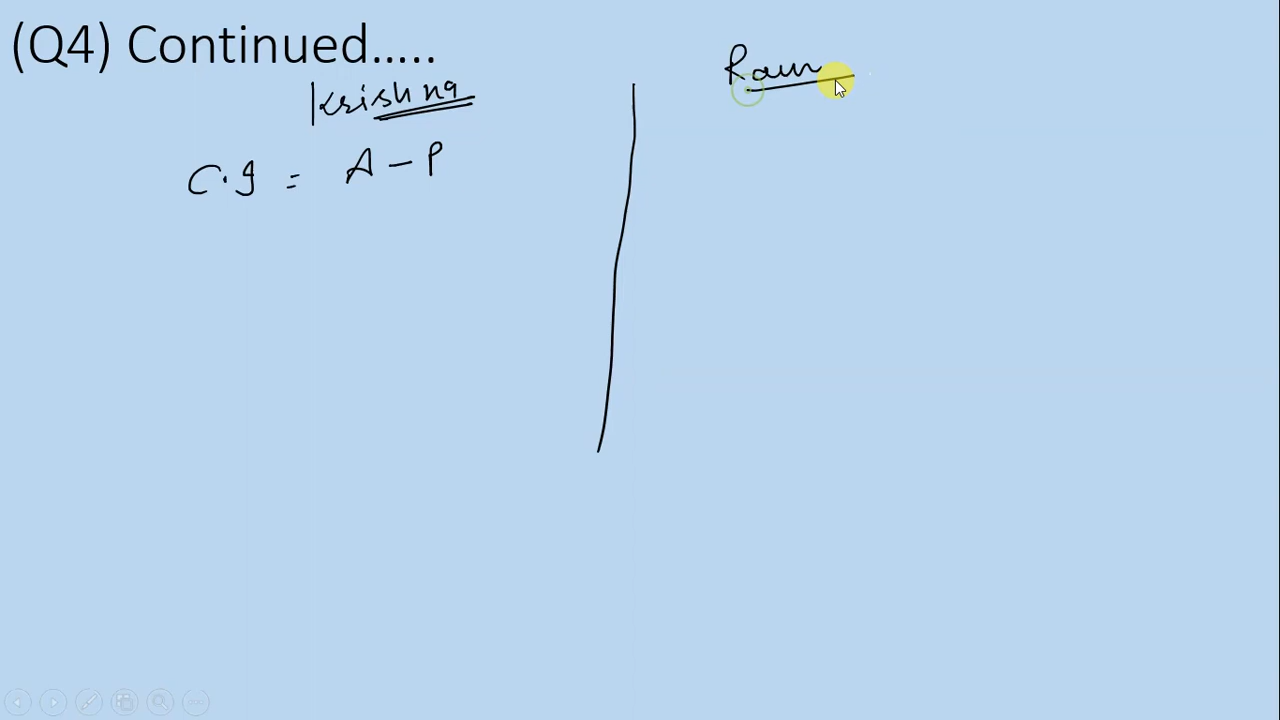 (Q4) Continued.....
Krishna
Ram
C.I = A - P